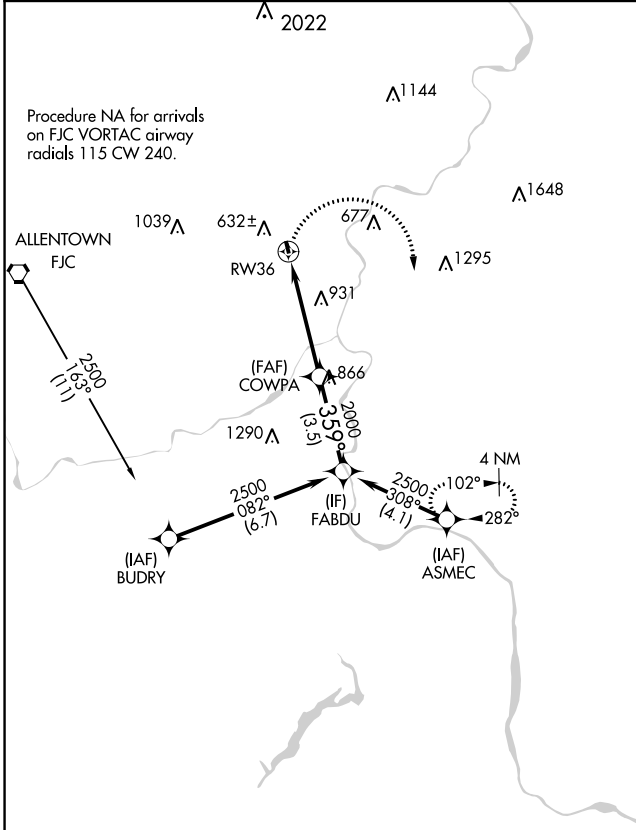 2022
1144
Procedure NA for arrivals
on FJC VORTAC airway
radials 115 CW 240.
1648
1039
632±
677
ALLENTOWN
FJC
RW36
1295
931
2500
163°
(11)
(FAF)
COWPA
866
2000
359°
(3.5)
1290
4 NM
2500
082°
(6.7)
2500
308°
(4.1)
102°
282°
(IF)
FABDU
(IAF)
BUDRY
(IAF)
ASMEC